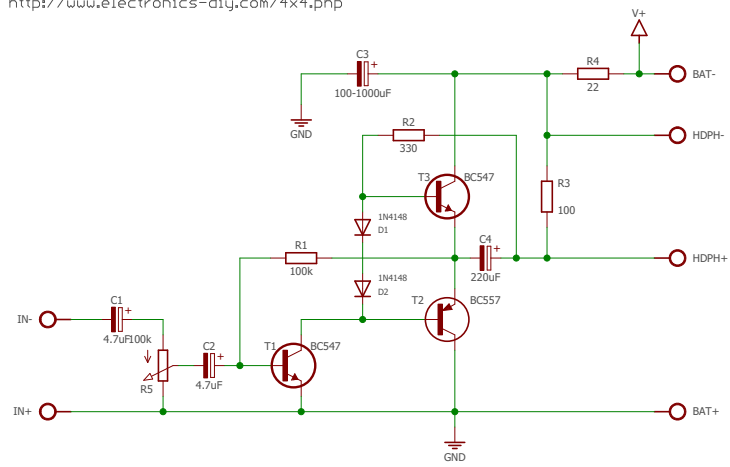 http://www.electronics-diy.com/4x4.php
V+
C3
+
100-1000uF
GND
R4
22
BAT-
R2
330
HDPH-
T3
BC547
R3
100
1N4148
D1
R1
100k
C4
+
220uF
HDPH+
1N4148
D2
T2
BC557
IN-
C1
+
4.7uF
100k
R5
C2
+
4.7uF
T1
BC547
IN+
BAT+
GND